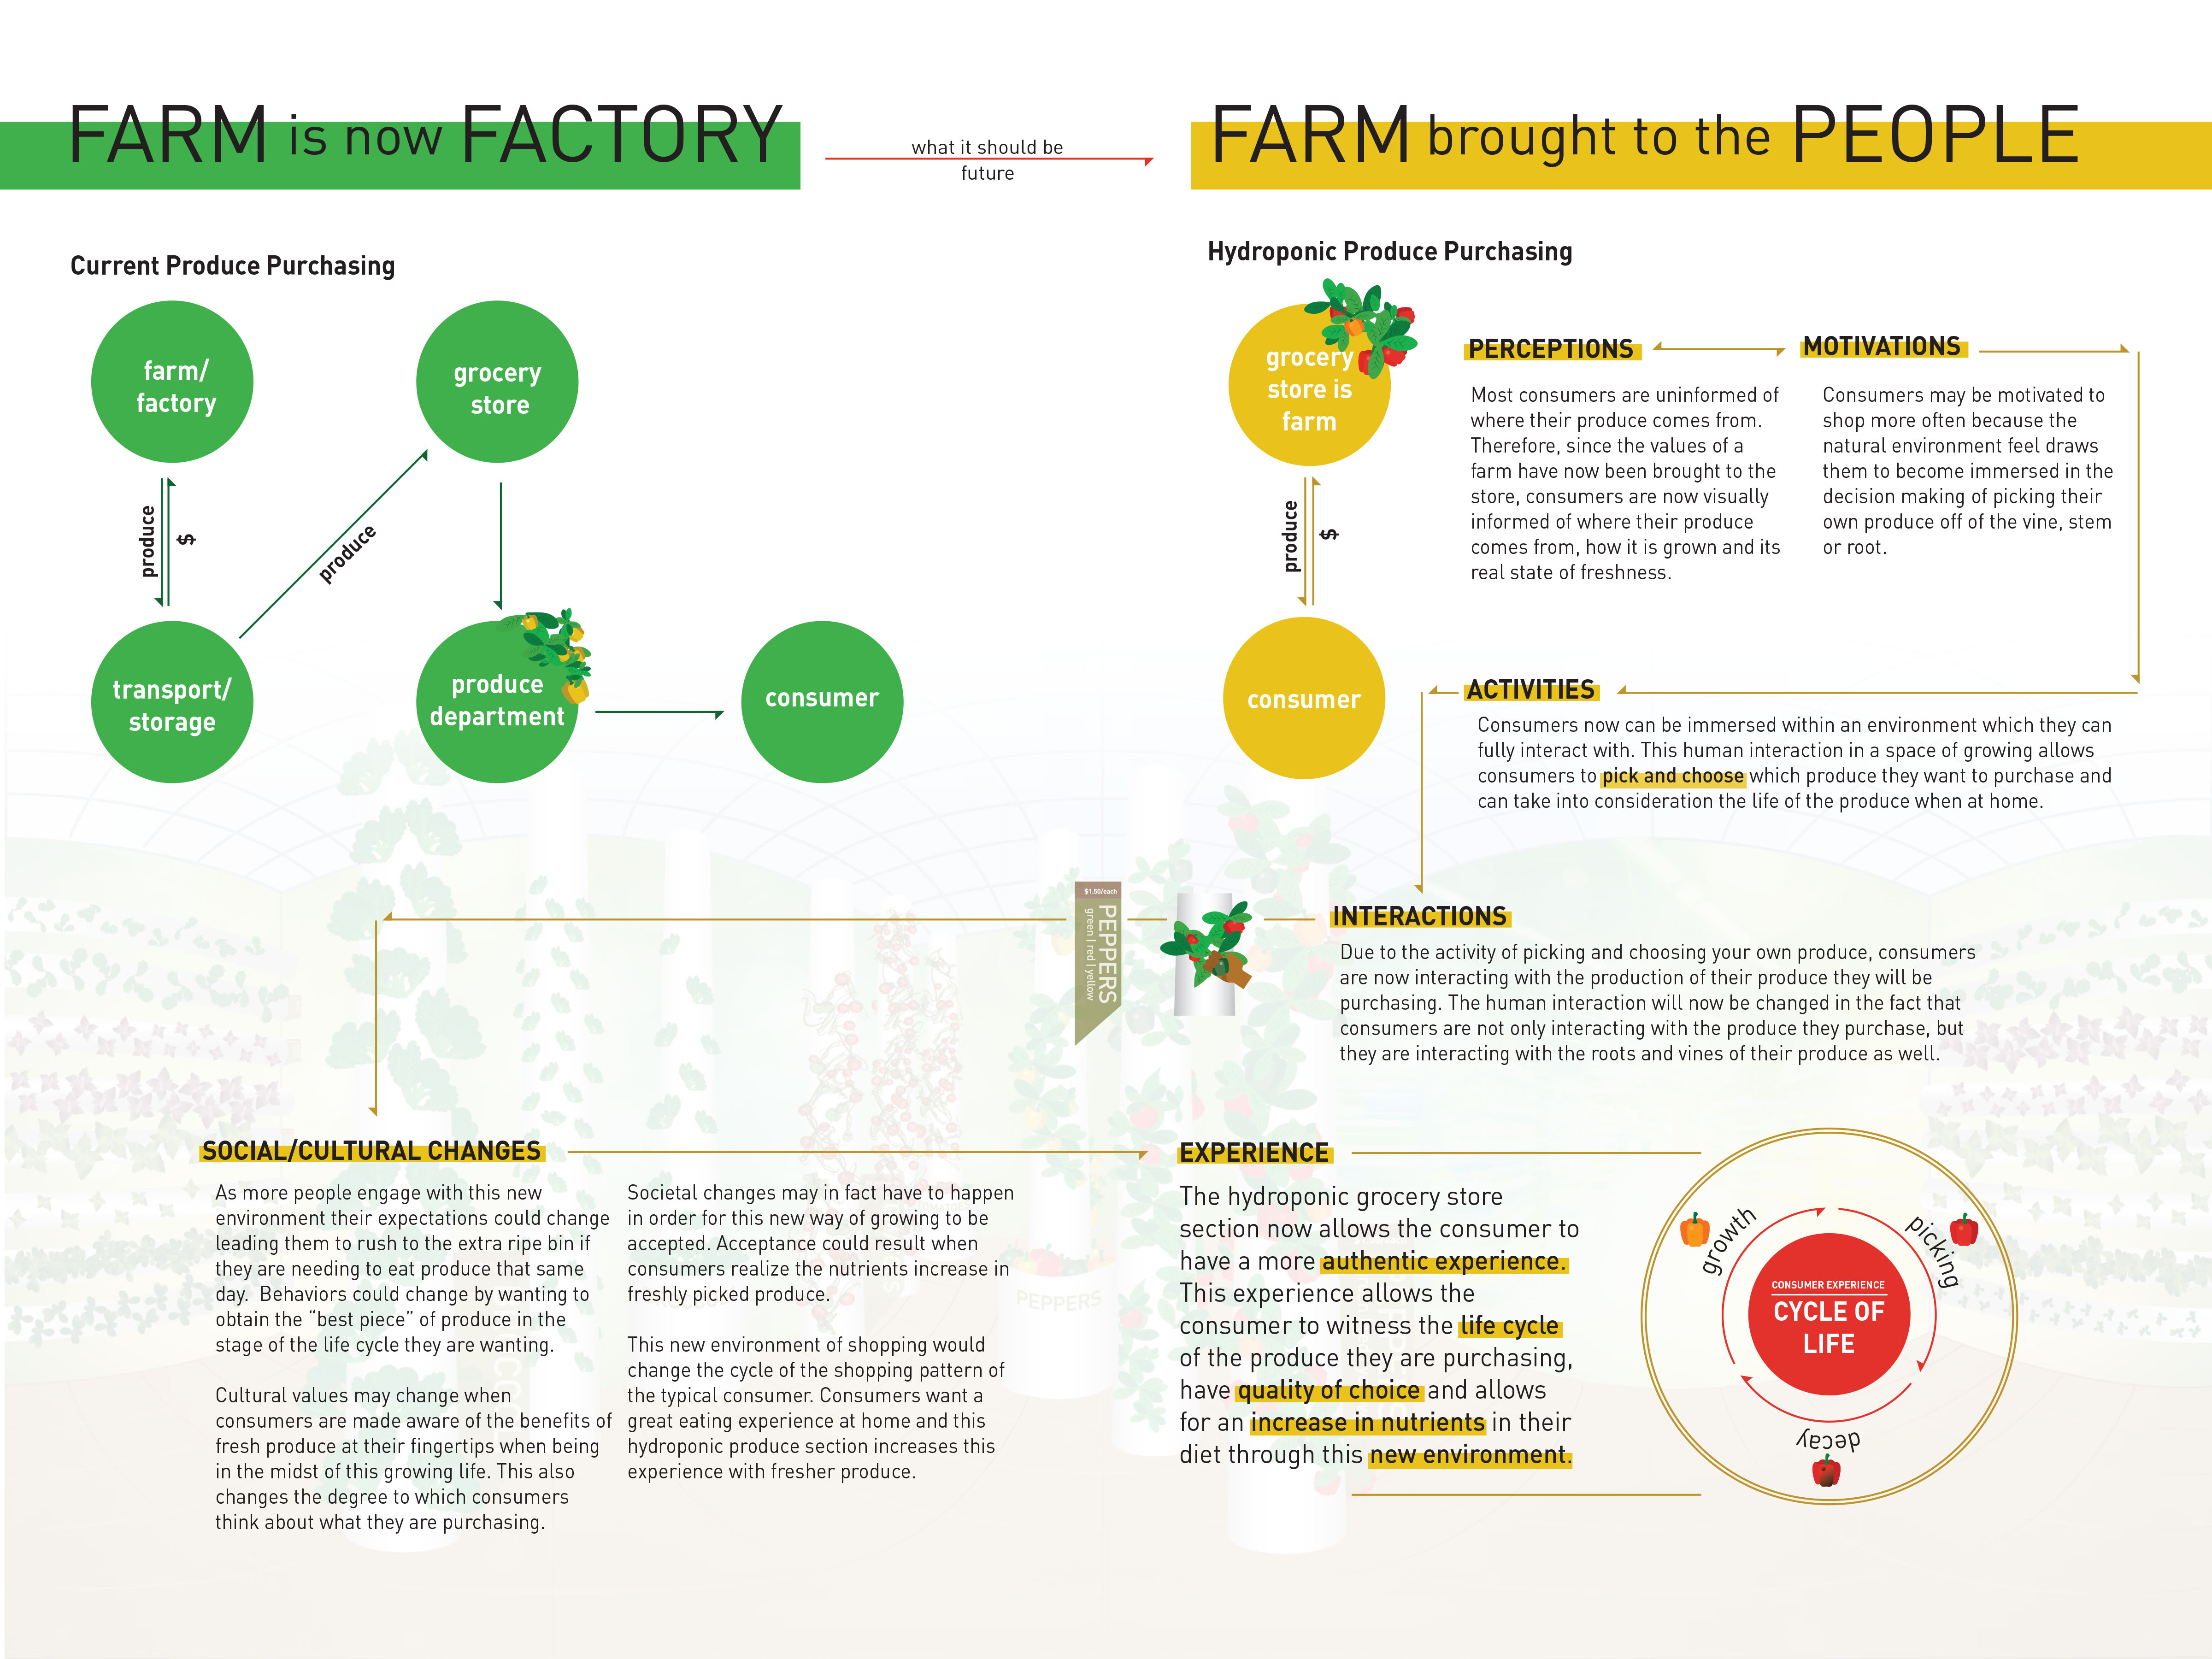 FARM is now FACTORY
what it should be
future
FARM brought to the PEOPLE
Current Produce Purchasing
farm/
factory
grocery
store
produce
$
produce
transport/
storage
produce
department
consumer
Hydroponic Produce Purchasing
grocery
store is
farm
produce
$
consumer
PERCEPTIONS
Most consumers are uninformed of
where their produce comes from.
Therefore, since the values of a
farm have now been brought to the
store, consumers are now visually
informed of where their produce
comes from, how it is grown and its
real state of freshness.
MOTIVATIONS
Consumers may be motivated to
shop more often because the
natural environment feel draws
them to become immersed in the
decision making of picking their
own produce off of the vine, stem
or root.
ACTIVITIES
Consumers now can be immersed within an environment which they can
fully interact with. This human interaction in a space of growing allows
consumers to pick and choose which produce they want to purchase and
can take into consideration the life of the produce when at home.
$1.50/each
PEPPERS
green | red | yellow
INTERACTIONS
Due to the activity of picking and choosing your own produce, consumers
are now interacting with the production of their produce they will be
purchasing. The human interaction will now be changed in the fact that
consumers are not only interacting with the produce they purchase, but
they are interacting with the roots and vines of their produce as well.
SOCIAL/CULTURAL CHANGES
As more people engage with this new
environment their expectations could change
leading them to rush to the extra ripe bin if
they are needing to eat produce that same
day.  Behaviors could change by wanting to
obtain the “best piece” of produce in the
stage of the life cycle they are wanting.
Cultural values may change when
consumers are made aware of the benefits of
fresh produce at their fingertips when being
in the midst of this growing life. This also
changes the degree to which consumers
think about what they are purchasing.
Societal changes may in fact have to happen
in order for this new way of growing to be
accepted. Acceptance could result when
consumers realize the nutrients increase in
freshly picked produce.
This new environment of shopping would
change the cycle of the shopping pattern of
the typical consumer. Consumers want a
great eating experience at home and this
hydroponic produce section increases this
experience with fresher produce.
PEPPERS
EXPERIENCE
The hydroponic grocery store
section now allows the consumer to
have a more authentic experience.
This experience allows the
consumer to witness the life cycle
of the produce they are purchasing,
have quality of choice and allows
for an increase in nutrients in their
diet through this new environment.
growth
picking
decay
CONSUMER EXPERIENCE
CYCLE OF
LIFE